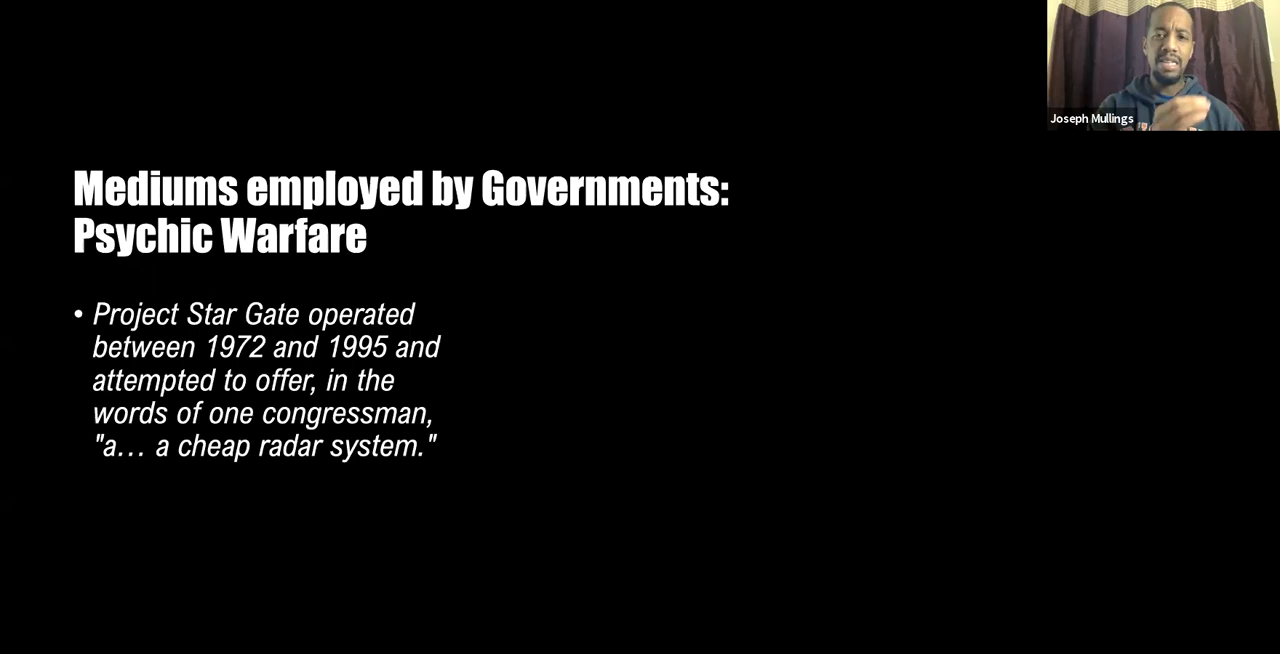 Joseph Mullings
Mediums employed by Governments:
Psychic Warfare
• Project Star Gate operated
between 1972 and 1995 and
attempted to offer, in the
words of one congressman,
"a… a cheap radar system."